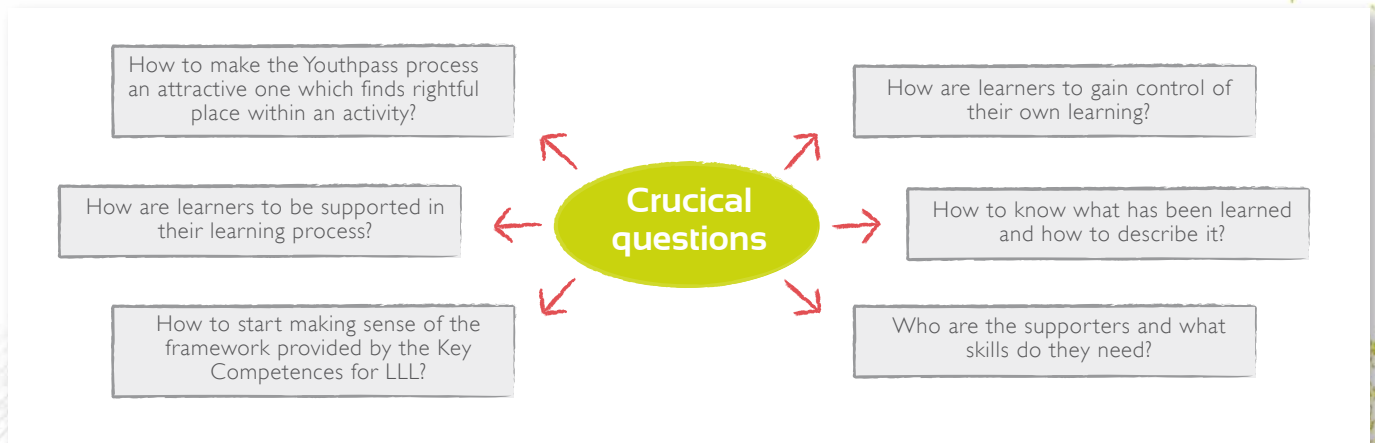 How to make the Youthpass process
an attractive one which finds rightful
place within an activity?
How are learners to gain control of
their own learning?
How are learners to be supported in
their learning process?
Crucical
questions
How to know what has been learned
and how to describe it?
How to start making sense of the
framework provided by the Key
Competences for LLL?
Who are the supporters and what
skills do they need?